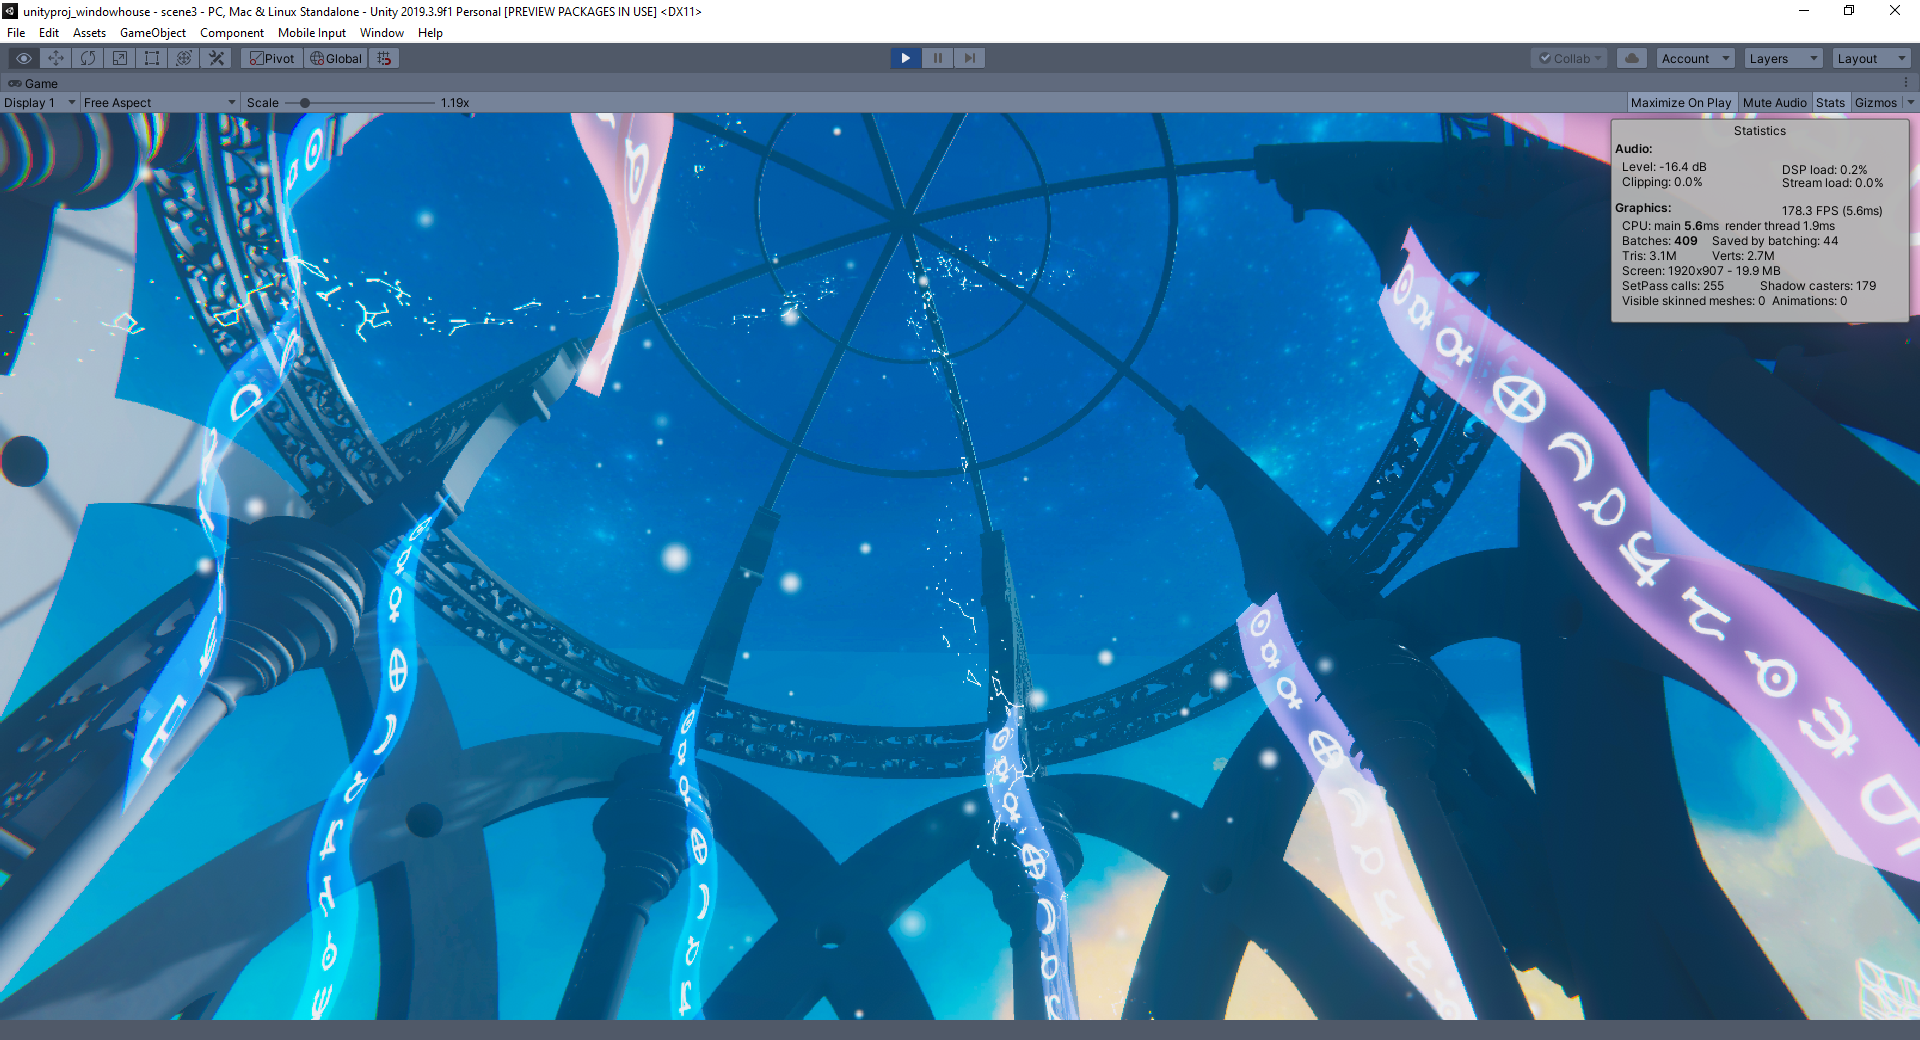 unityproj_windowhouse - scene3 - PC, Mac & Linux Standalone - Unity 2019.3.9f1 Personal [PREVIEW PACKAGES IN USE] <DX11>
File Edit Assets GameObject Component Mobile Input Window Help
Pivot Global Collab Account Layers Layout
Game
Display 1 Free Aspect Scale 1.19x Maximize On Play Mute Audio Stats Gizmos
Statistics
Audio:
Level: -16.4 dB DSP load: 0.2%
Clipping: 0.0% Stream load: 0.0%
Graphics: 178.3 FPS (5.6ms)
CPU: main 5.6ms render thread 1.9ms
Batches: 409 Saved by batching: 44
Tris: 3.1M Verts: 2.7M
Screen: 1920x907 - 19.9 MB
SetPass calls: 255 Shadow casters: 179
Visible skinned meshes: 0 Animations: 0